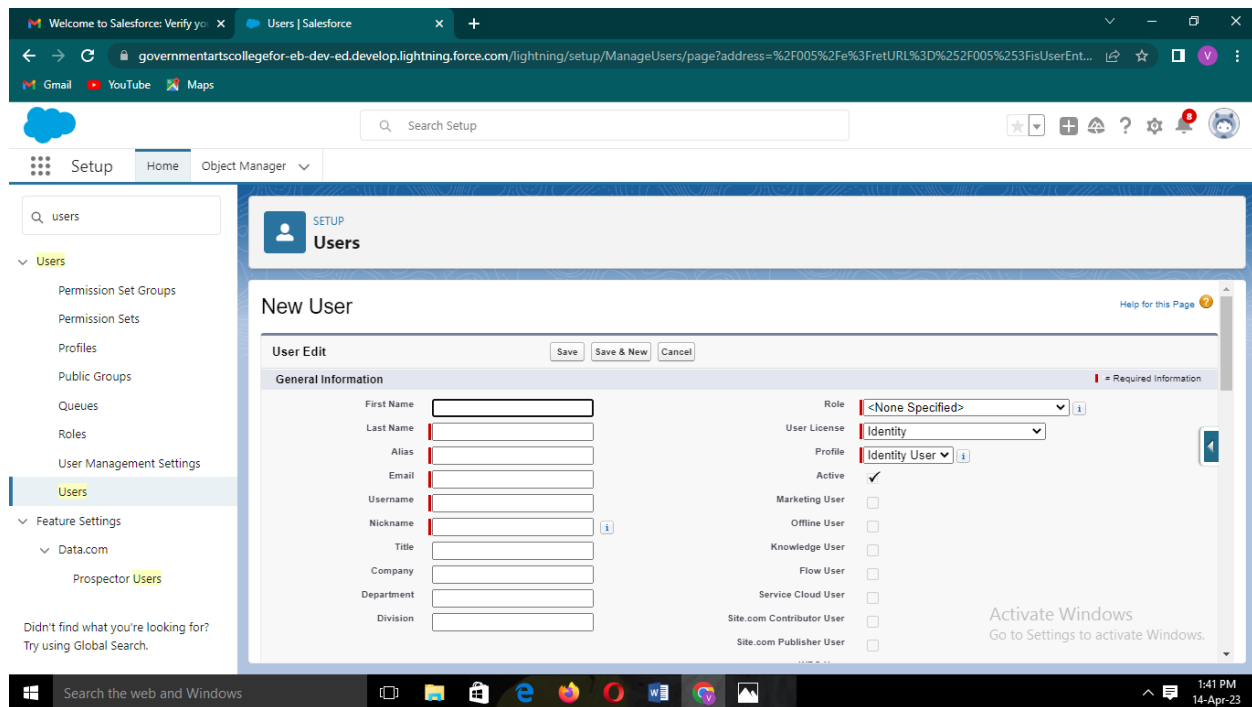 Welcome to Salesforce: Verify yo
Users | Salesforce
governmentartscollegefor-eb-dev-ed.develop.lightning.force.com/lightning/setup/ManageUsers/page?address=%2F005%2Fe%3FretURL%3D%252F005%253FisUserEnt...
V
Gmail YouTube Maps
Search Setup
8
Setup Home Object Manager
users
Users
Permission Set Groups
Permission Sets
Profiles
Public Groups
Queues
Roles
User Management Settings
Users
Feature Settings
Data.com
Prospector Users
Didn't find what you're looking for?
Try using Global Search.
SETUP
Users
New User
Help for this Page
User Edit Save Save & New Cancel
General Information = Required Information
First Name
Last Name
Alias
Email
Username
Nickname
Title
Company
Department
Division
Role <None Specified>
User License Identity
Profile Identity User
Active
Marketing User
Offline User
Knowledge User
Flow User
Service Cloud User
Site.com Contributor User
Site.com Publisher User
Activate Windows
Go to Settings to activate Windows.
Search the web and Windows
1:41 PM
14-Apr-23